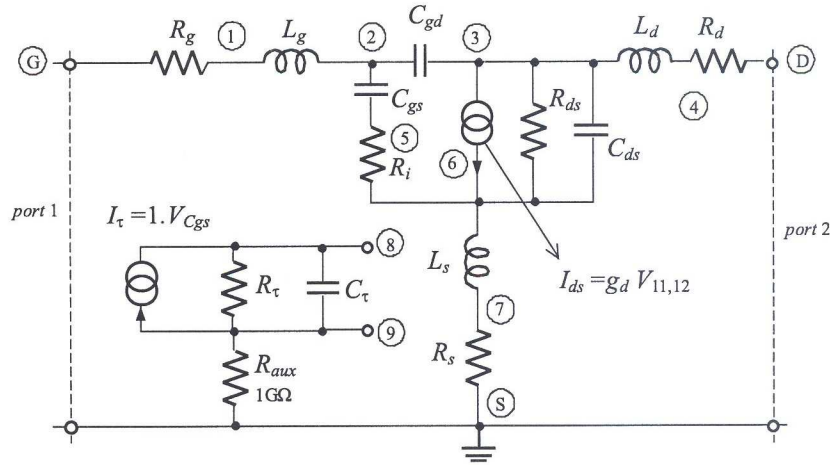 R_g
1
L_g
2
C_gd
3
L_d
R_d
G
D
C_gs
R_ds
4
5
R_i
6
C_ds
port 1
I_τ =1.V_Cgs
port 2
8
L_s
R_τ
C_τ
I_ds=g_d V_11,12
7
9
R_s
R_aux
1GΩ
S